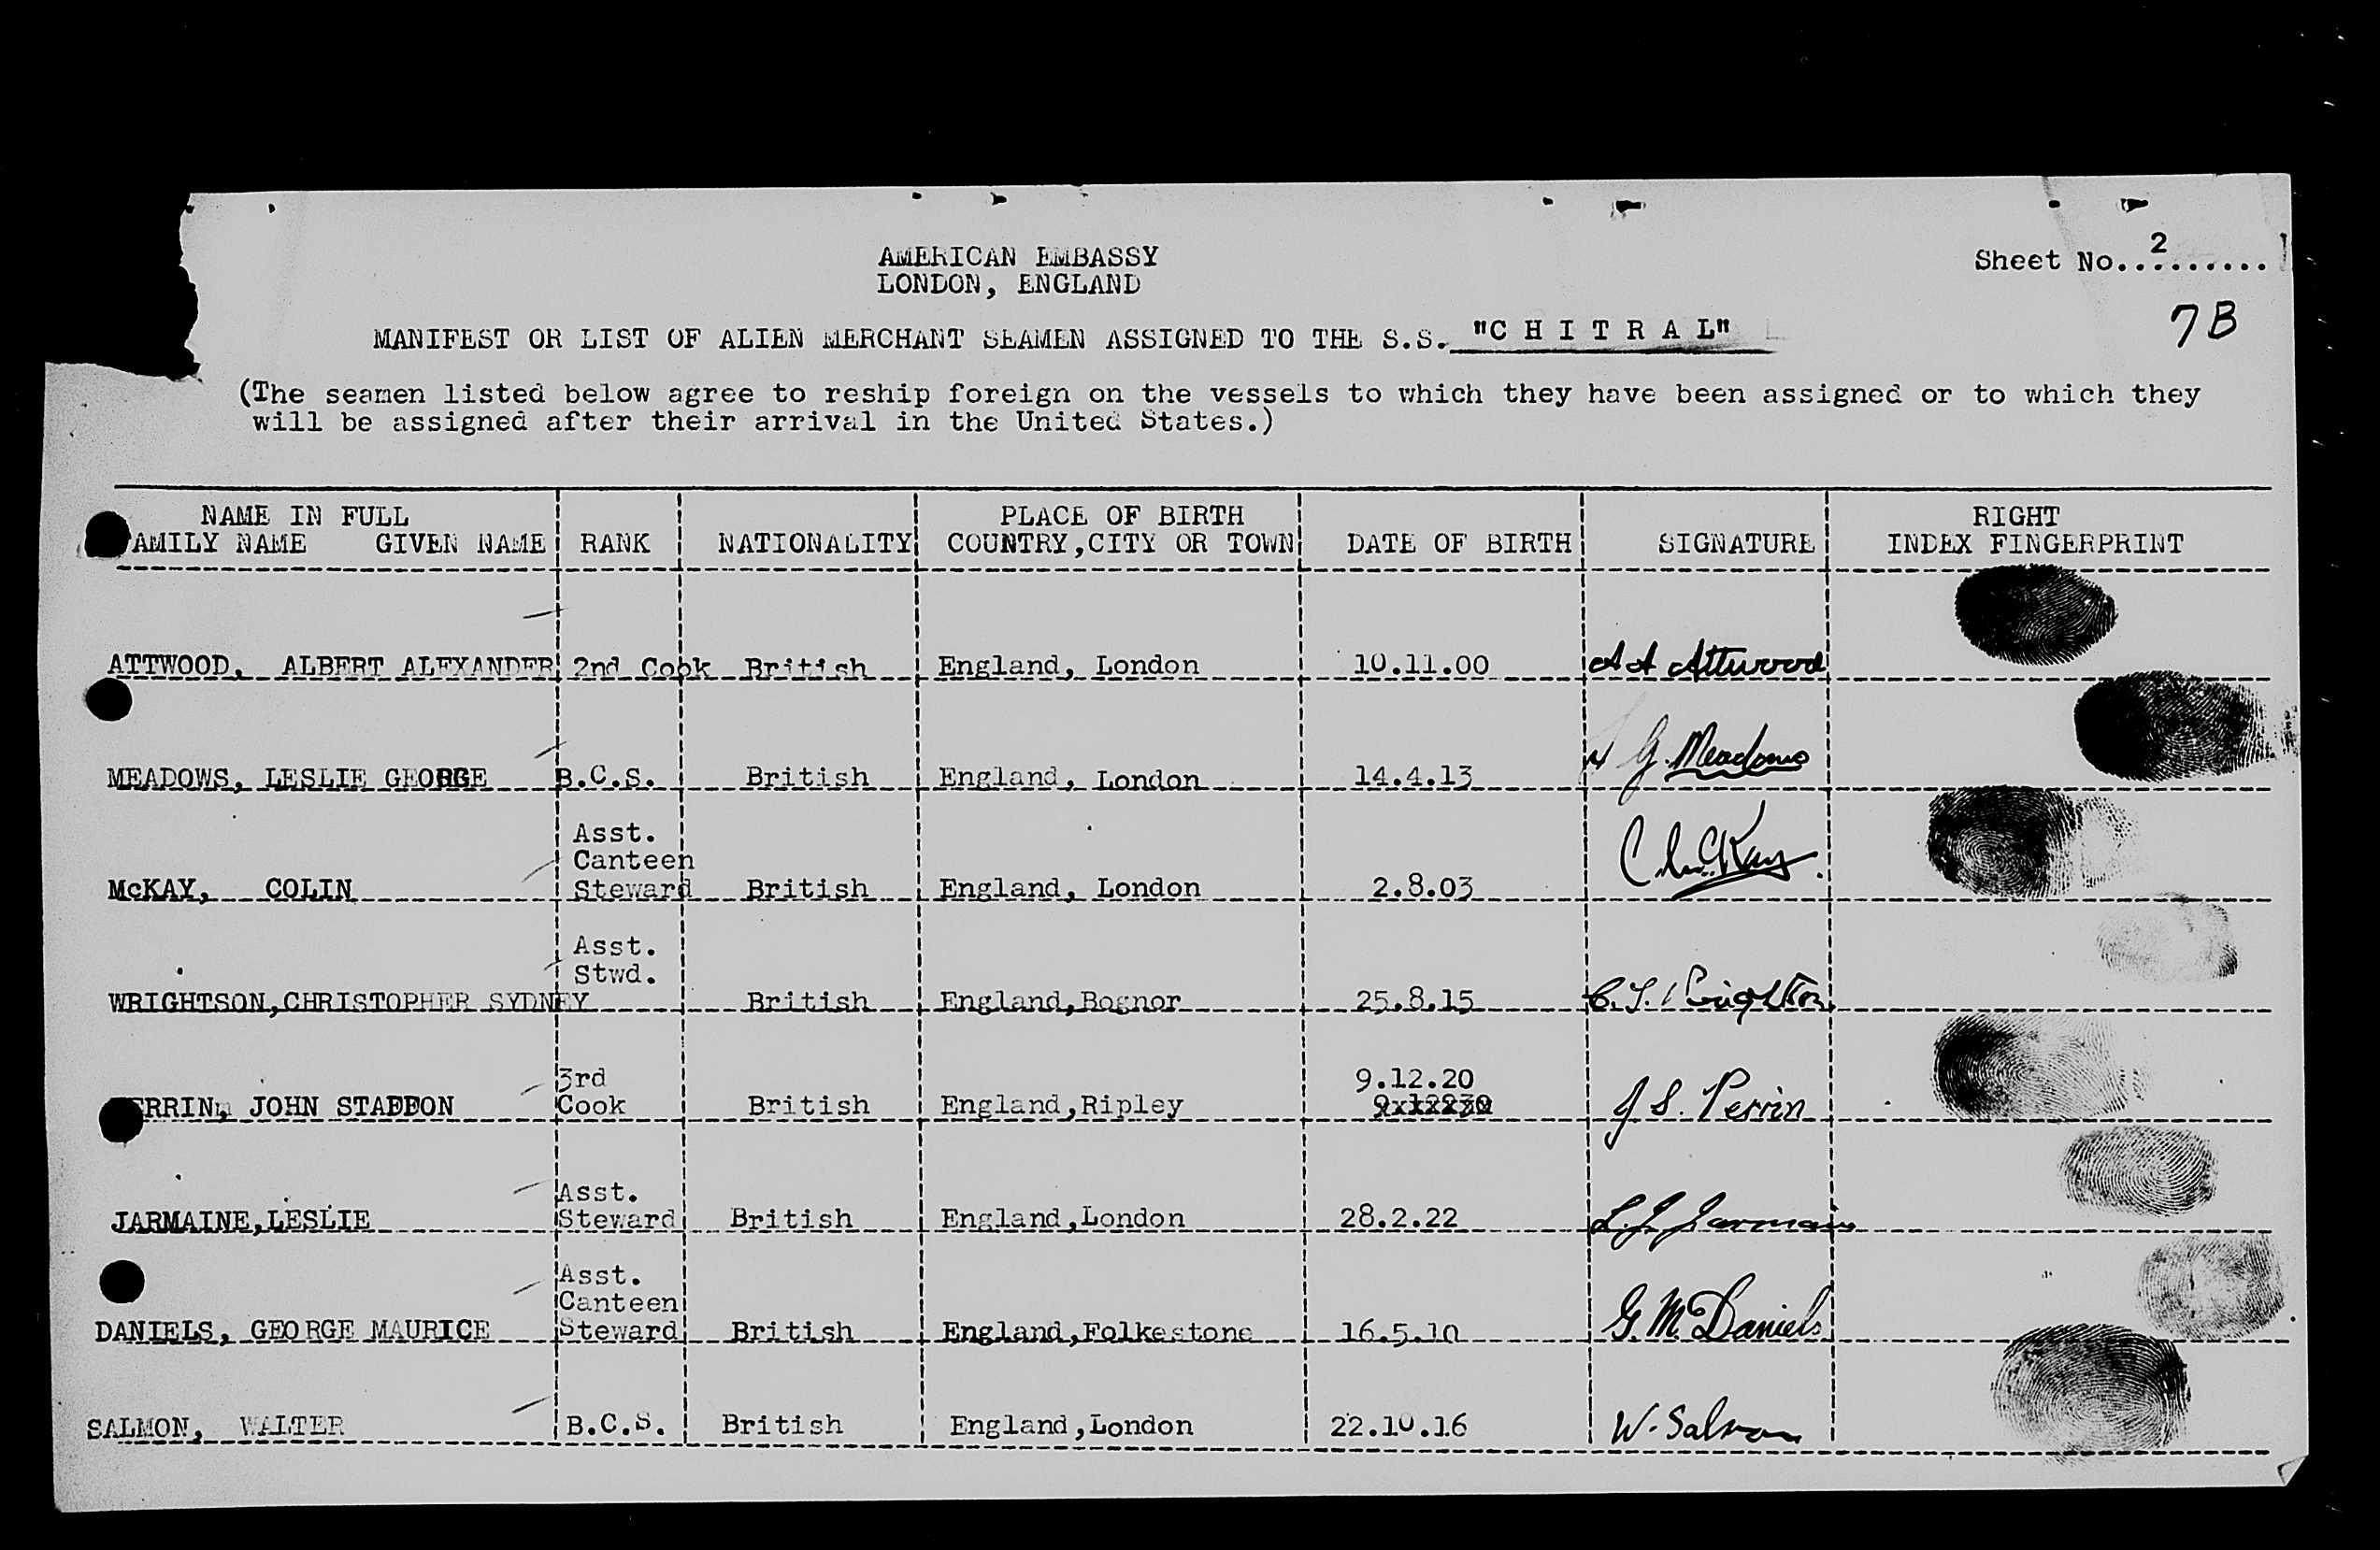 AMERICAN EMBASSY
LONDON, ENGLAND
Sheet No..2.......
7B
MANIFEST OR LIST OF ALIEN MERCHANT SEAMEN ASSIGNED TO THE S.S. "C H I T R A L"
(The seamen listed below agree to reship foreign on the vessels to which they have been assigned or to which they
will be assigned after their arrival in the United States.)
NAME IN FULL PLACE OF BIRTH RIGHT
AMILY NAME GIVEN NAME RANK NATIONALITY COUNTRY,CITY OR TOWN DATE OF BIRTH SIGNATURE INDEX FINGERPRINT
ATTWOOD, ALBERT ALEXANDER 2nd Cook British England, London 10.11.00 A A Attwood
MEADOWS, LESLIE GEORGE B.C.S. British England, London 14.4.13 G. Meadows
Asst.
Canteen
McKAY, COLIN Steward British England, London 2.8.03 C. McKay
Asst.
Stwd.
WRIGHTSON,CHRISTOPHER SYDNEY British England,Bognor 25.8.15 C. S. Wrightson
3rd 9.12.20
ERRIN, JOHN STADDON Cook British England,Ripley J S. Perrin
Asst.
JARMAINE,LESLIE Steward British England,London 28.2.22 L. J. Jarmain
Asst.
Canteen
DANIELS, GEORGE MAURICE Steward British England,Folkestone 16.5.10 G. M. Daniels
SALMON, WALTER B.C.S. British England,London 22.10.16 W. Salmon